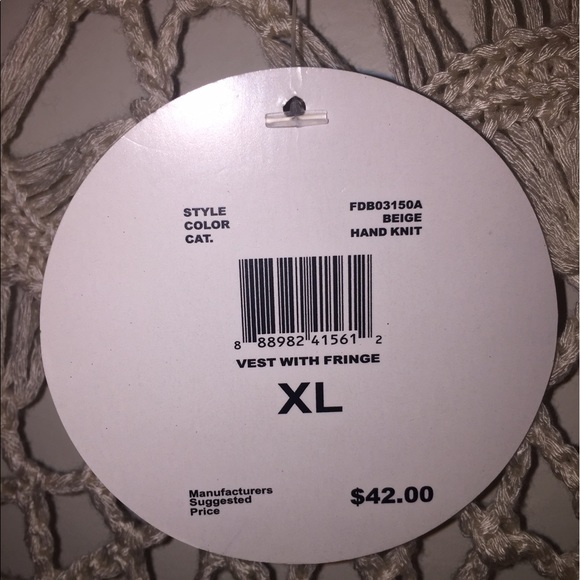 STYLE FDB03150A
COLOR BEIGE
CAT. HAND KNIT
8 88982 41561 2
VEST WITH FRINGE
XL
Manufacturers
Suggested
Price
$42.00